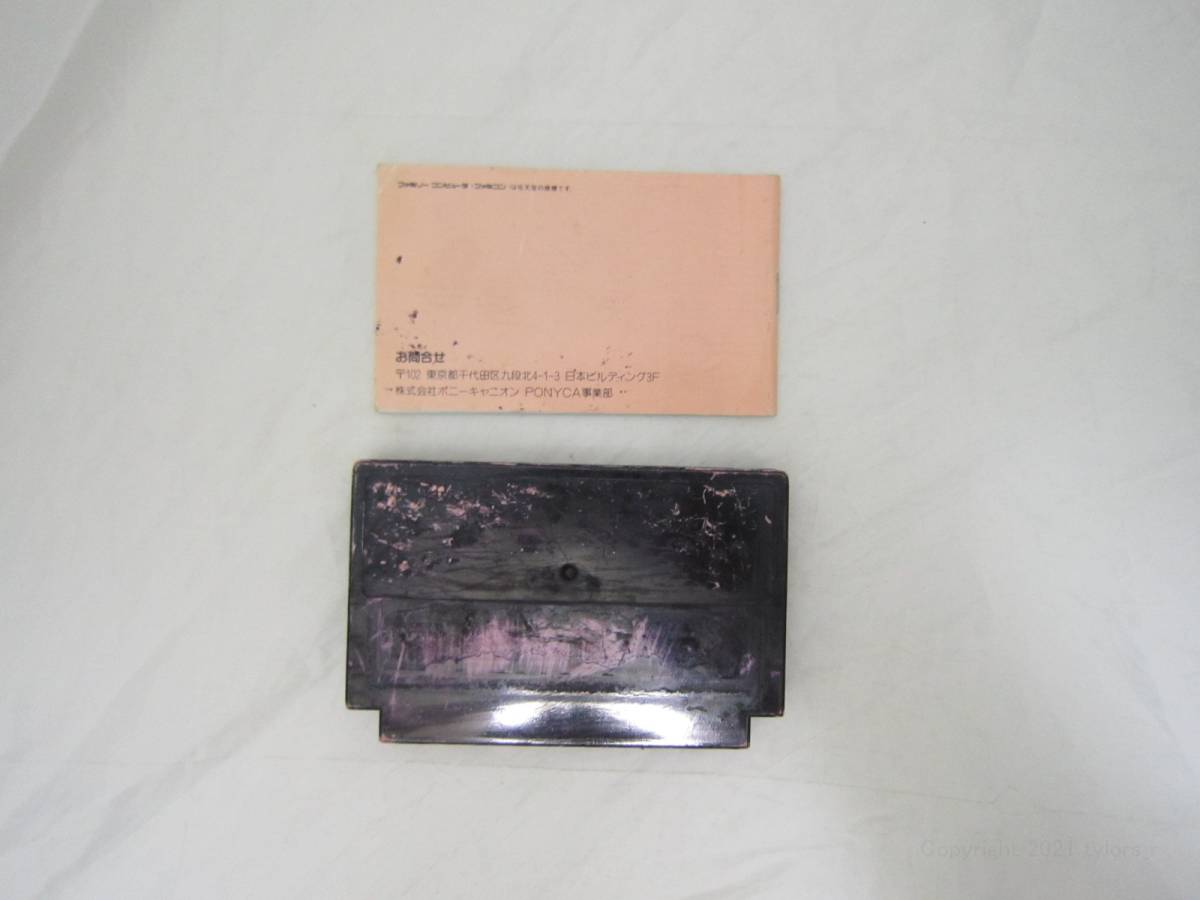 ファミリーコンピュータ・ファミコンは任天堂の商標です。
お問合せ
〒102 東京都千代田区九段北4-1-3 日本ビルディング3F
株式会社ポニーキャニオン PONYCA事業部
Copyright 2021 tylors